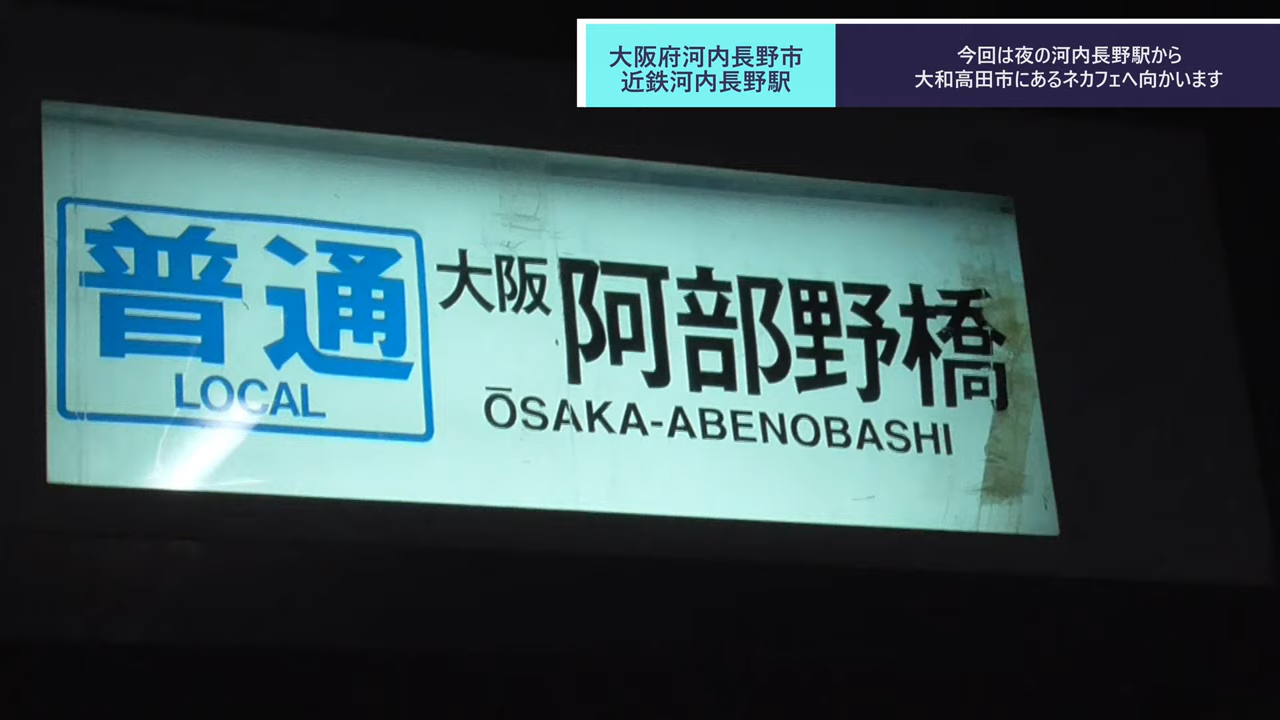 大阪府河内長野市
近鉄河内長野駅
今回は夜の河内長野駅から
大和高田市にあるネカフェへ向かいます
普通
LOCAL
大阪阿部野橋
ŌSAKA-ABENOBASHI